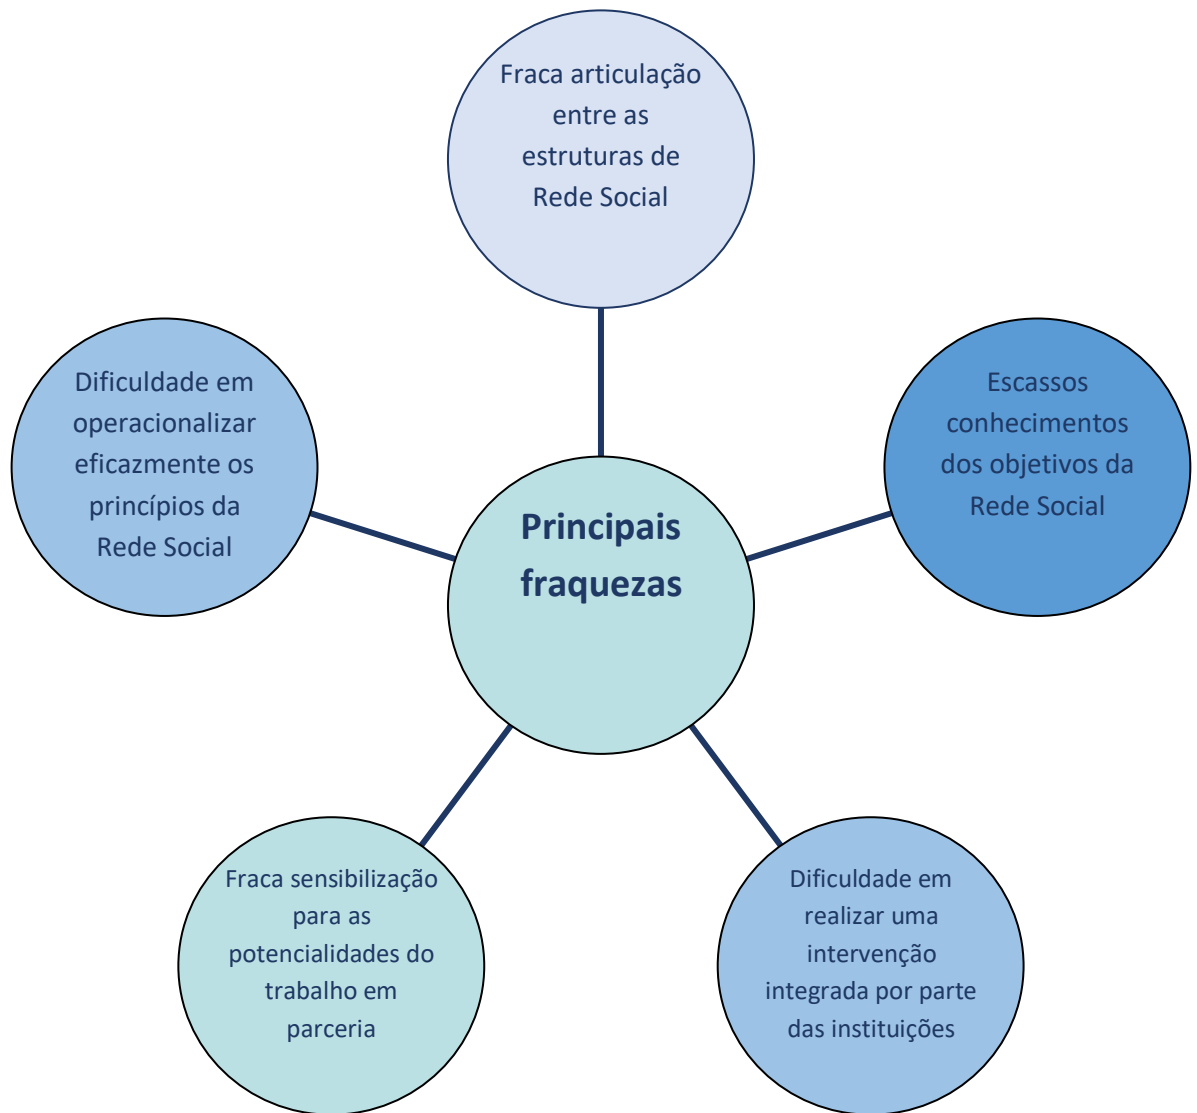 Fraca articulação
entre as
estruturas de
Rede Social
Dificuldade em
operacionalizar
eficazmente os
princípios da
Rede Social
Escassos
conhecimentos
dos objetivos da
Rede Social
Principais
fraquezas
Fraca sensibilização
para as
potencialidades do
trabalho em
parceria
Dificuldade em
realizar uma
intervenção
integrada por parte
das instituições